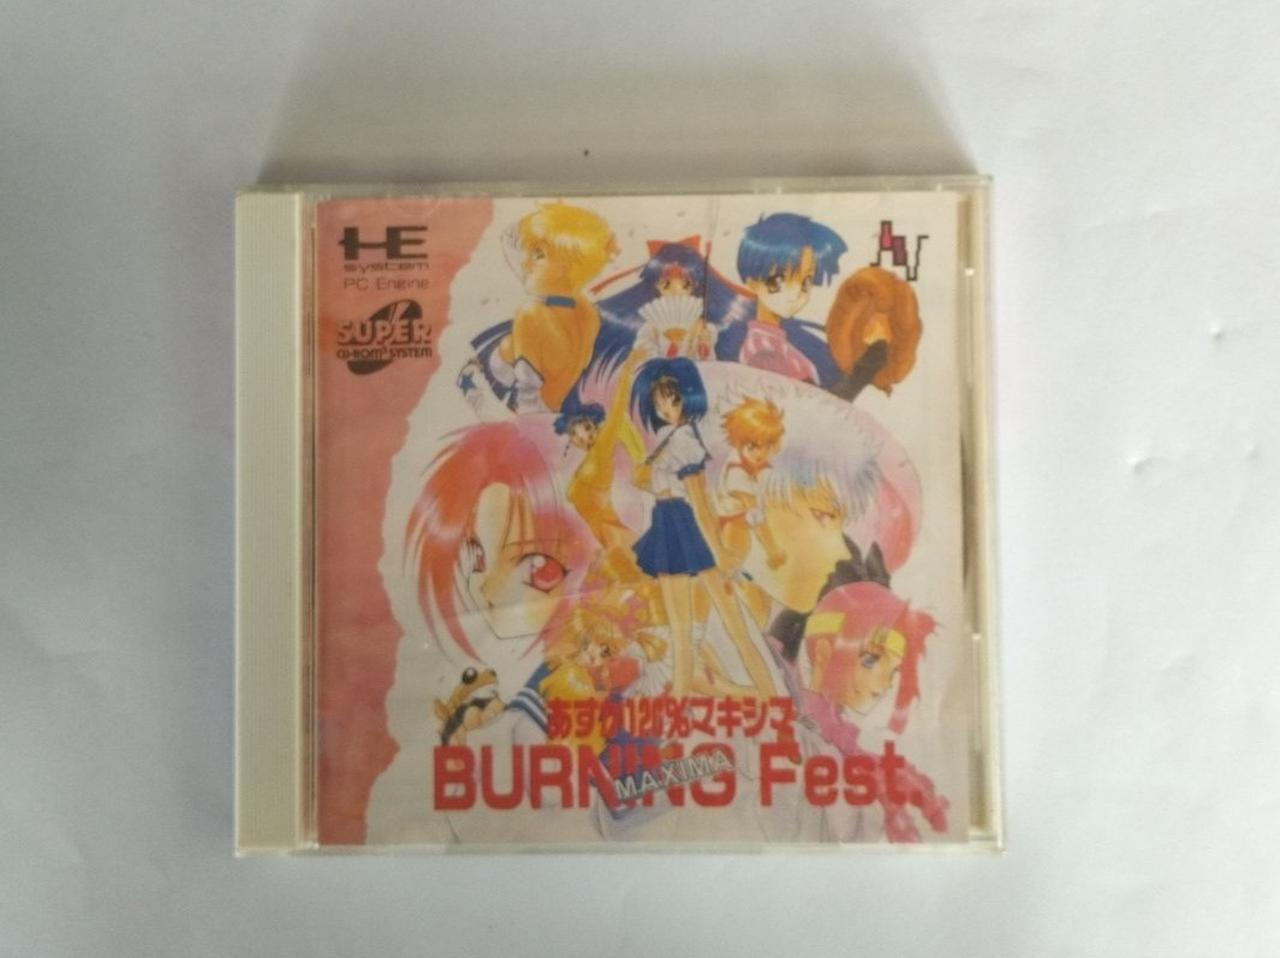 HE
system
PC Engine
SUPER
CD-ROM² SYSTEM
あすか120%マキシマ
BURNING Fest.
MAXIMA